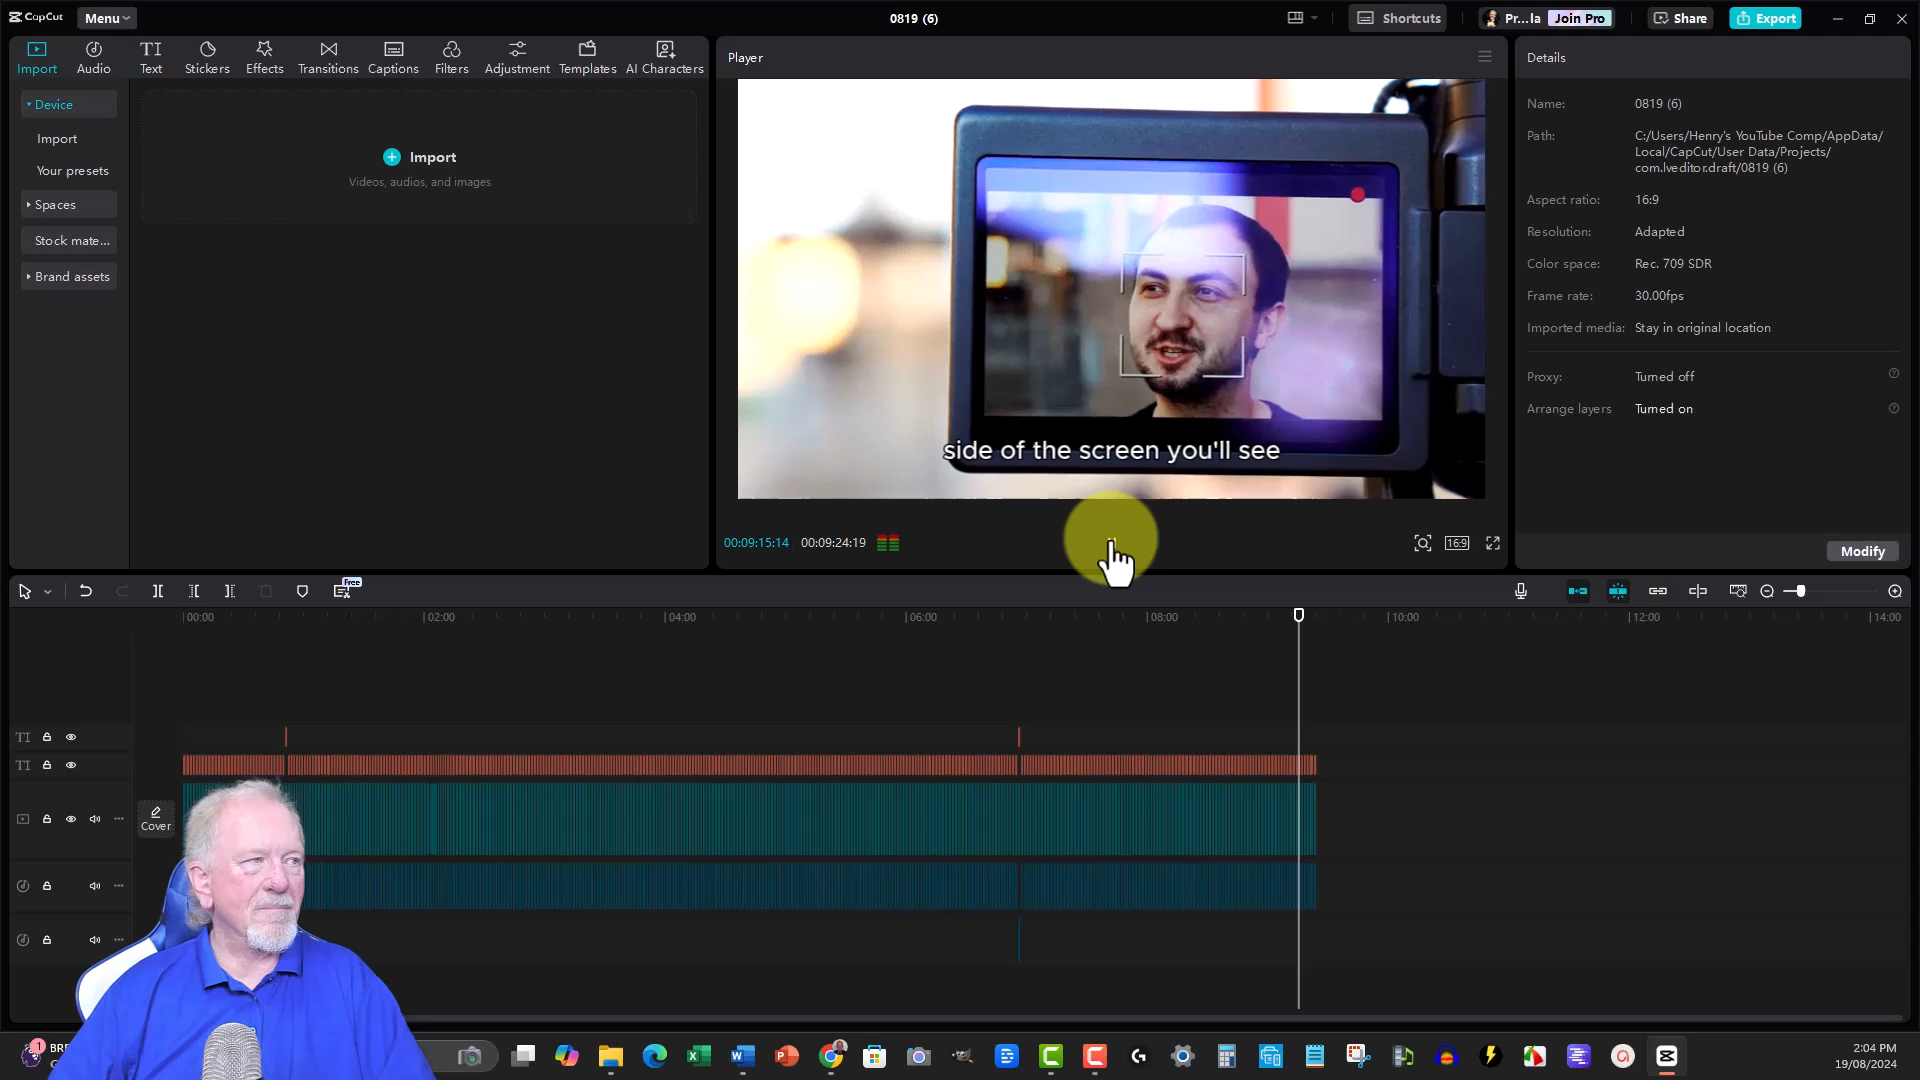 CapCut
Menu
0819 (6)
Shortcuts
Pr...la
Join Pro
Share
Export
Import
Audio
TI
Text
Stickers
Effects
Transitions
Captions
Filters
Adjustment
Templates
AI Characters
Device
Import
Your presets
Spaces
Stock mate...
Brand assets
Import
Videos, audios, and images
Player
side of the screen you'll see
00:09:15:14
00:09:24:19
16:9
Details
Name:
0819 (6)
Path:
C:/Users/Henry's YouTube Comp/AppData/
Local/CapCut/User Data/Projects/
com.lveditor.draft/0819 (6)
Aspect ratio:
16:9
Resolution:
Adapted
Color space:
Rec. 709 SDR
Frame rate:
30.00fps
Imported media:
Stay in original location
Proxy:
Turned off
Arrange layers
Turned on
Modify
Free
00:00
02:00
04:00
06:00
08:00
10:00
12:00
14:00
TI
TI
Cover
1
BRE
2:04 PM
19/08/2024